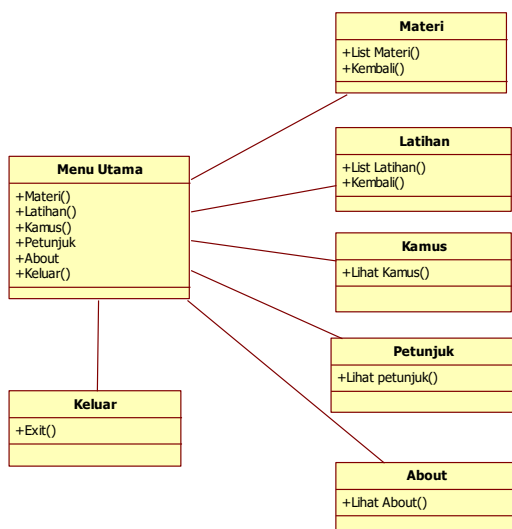 Materi
+List Materi()
+Kembali()
Latihan
+List Latihan()
+Kembali()
Menu Utama
+Materi()
+Latihan()
+Kamus()
+Petunjuk
+About
+Keluar()
Kamus
+Lihat Kamus()
Petunjuk
+Lihat petunjuk()
Keluar
+Exit()
About
+Lihat About()